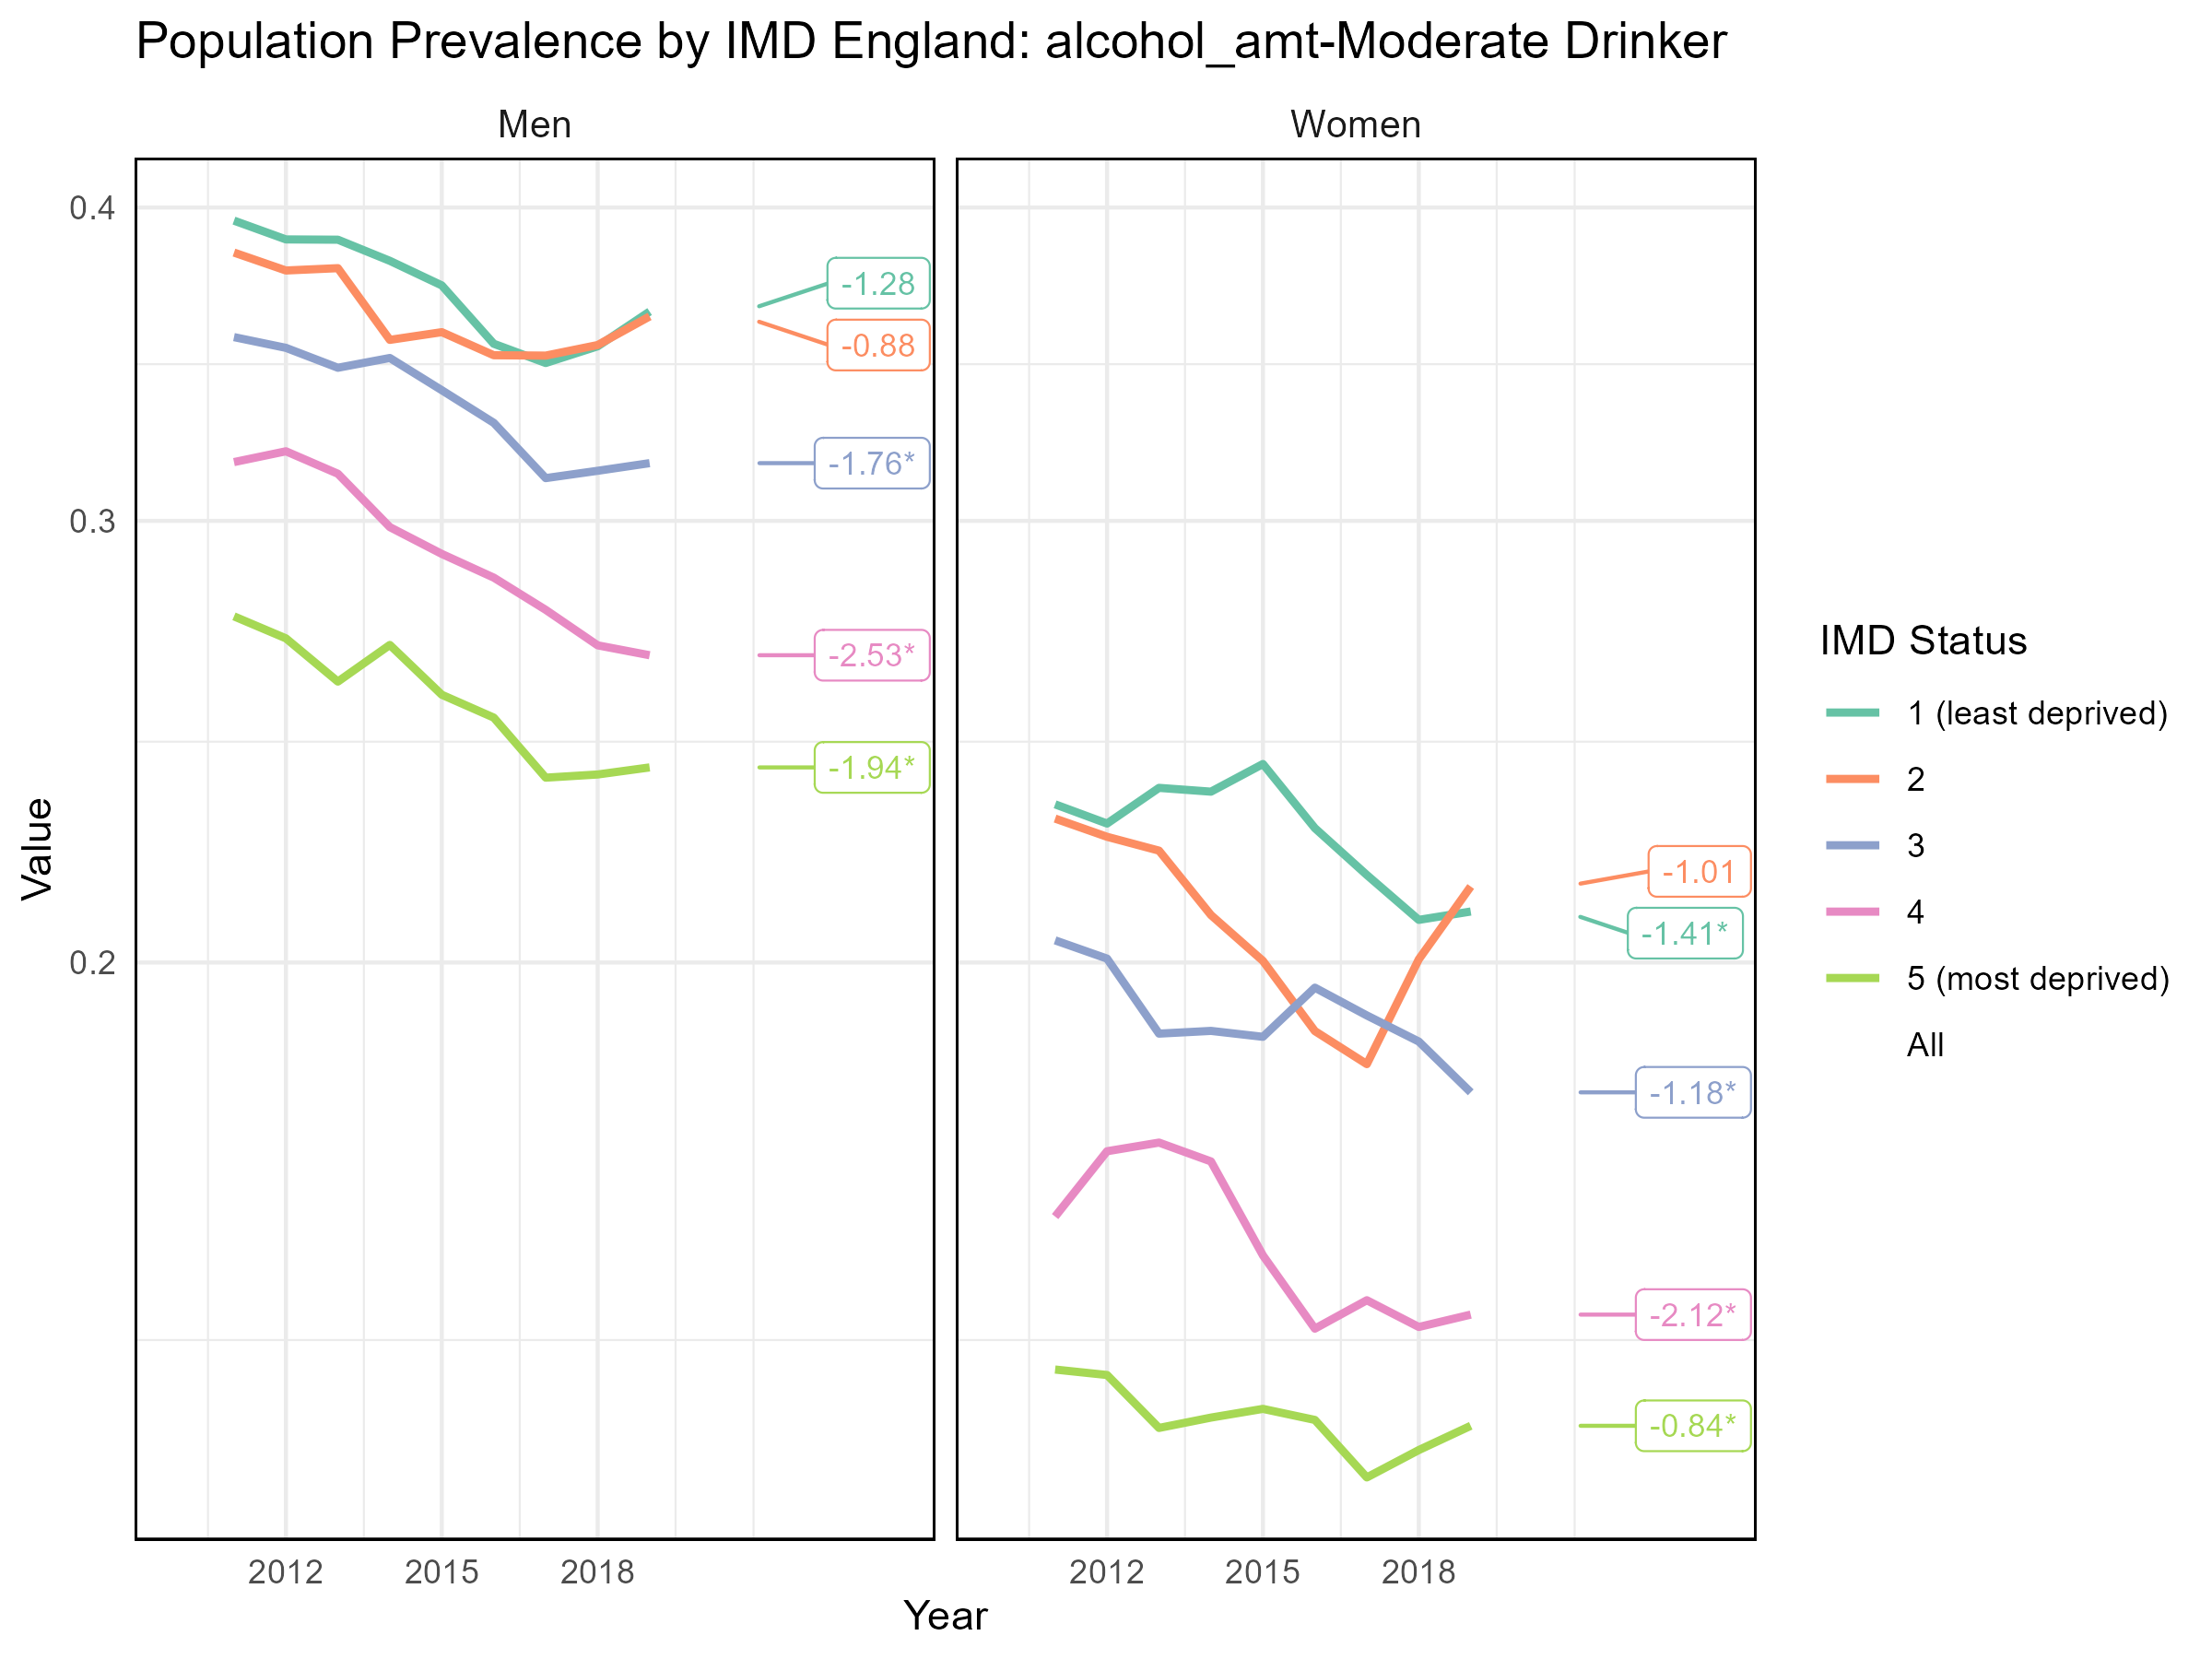 Population Prevalence by IMD England: alcohol_amt-Moderate Drinker
Men
Women
0.4
0.3
0.2
Value
-1.28
-0.88
-1.76*
-2.53*
-1.94*
-1.01
-1.41*
-1.18*
-2.12*
-0.84*
2012 2015 2018
2012 2015 2018
Year
IMD Status
1 (least deprived)
2
3
4
5 (most deprived)
All